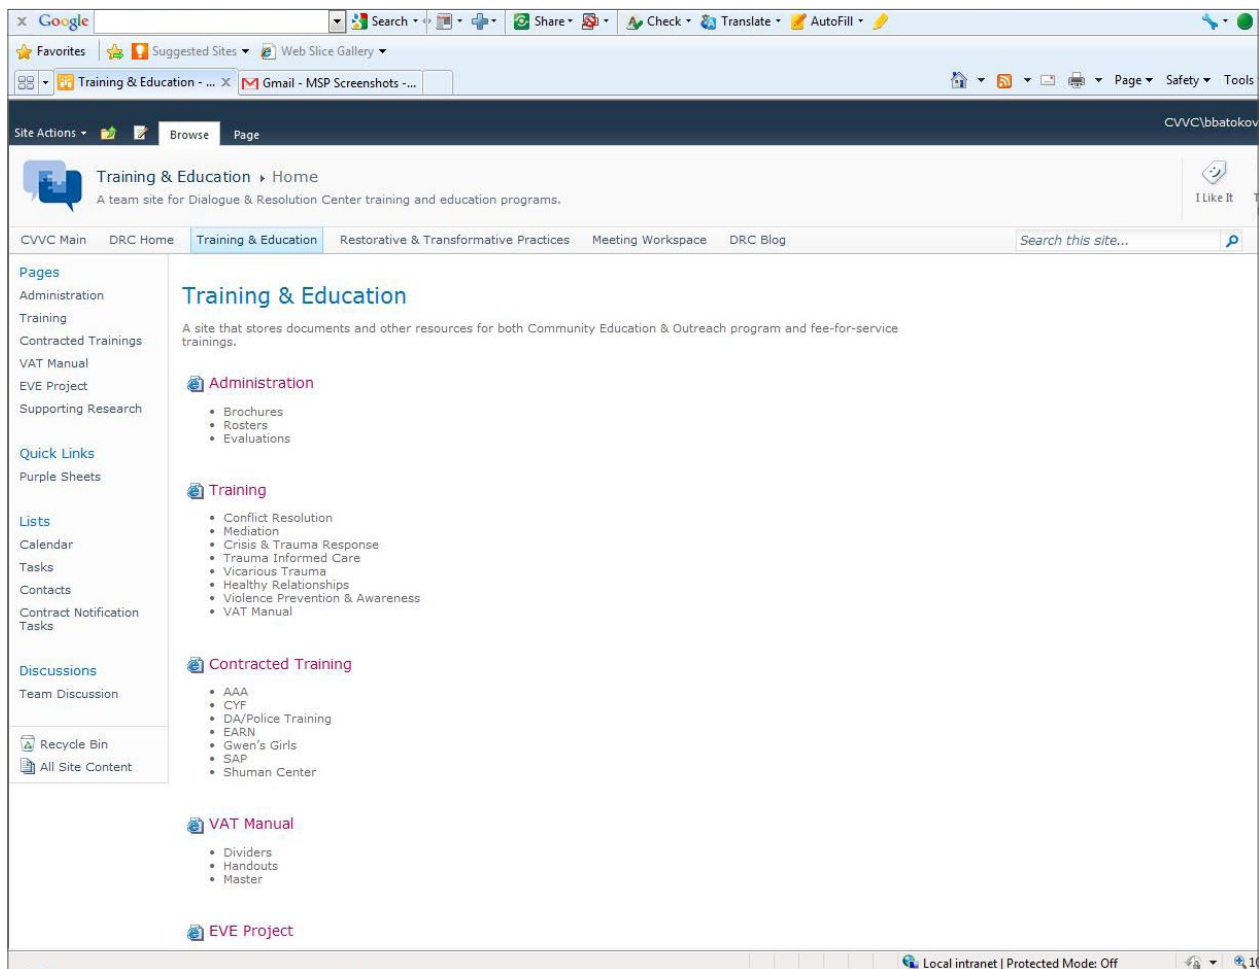 x Google Search Share Check Translate AutoFill
Favorites Suggested Sites Web Slice Gallery
Training & Education - ... X Gmail - MSP Screenshots -... Page Safety Tools
CVVC\bbatokov
Site Actions Browse Page
Training & Education Home
A team site for Dialogue & Resolution Center training and education programs.
I Like It
CVVC Main DRC Home Training & Education Restorative & Transformative Practices Meeting Workspace DRC Blog Search this site...
Pages
Administration
Training
Contracted Trainings
VAT Manual
EVE Project
Supporting Research
Quick Links
Purple Sheets
Lists
Calendar
Tasks
Contacts
Contract Notification
Tasks
Discussions
Team Discussion
Recycle Bin
All Site Content
Training & Education
A site that stores documents and other resources for both Community Education & Outreach program and fee-for-service
trainings.
Administration
• Brochures
• Rosters
• Evaluations
Training
• Conflict Resolution
• Mediation
• Crisis & Trauma Response
• Trauma Informed Care
• Vicarious Trauma
• Healthy Relationships
• Violence Prevention & Awareness
• VAT Manual
Contracted Training
• AAA
• CYF
• DA/Police Training
• EARN
• Gwen's Girls
• SAP
• Shuman Center
VAT Manual
• Dividers
• Handouts
• Master
EVE Project
Local intranet | Protected Mode: Off